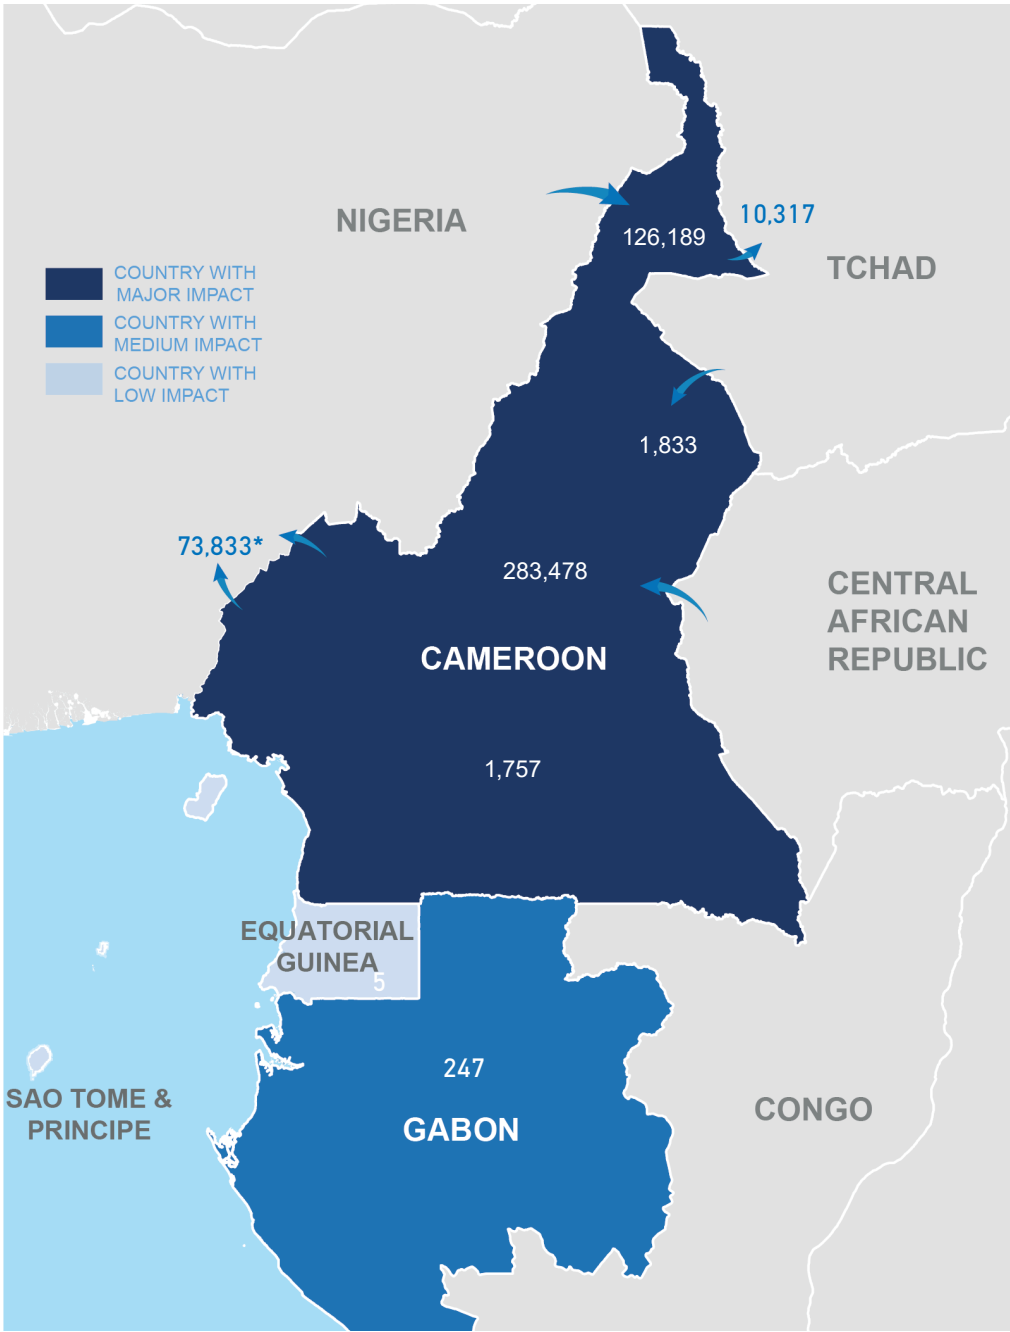 NIGERIA
10,317
126,189
TCHAD
COUNTRY WITH
MAJOR IMPACT
COUNTRY WITH
MEDIUM IMPACT
COUNTRY WITH
LOW IMPACT
1,833
73,833*
283,478
CENTRAL
AFRICAN
REPUBLIC
CAMEROON
1,757
EQUATORIAL
GUINEA
5
247
SAO TOME &
PRINCIPE
GABON
CONGO